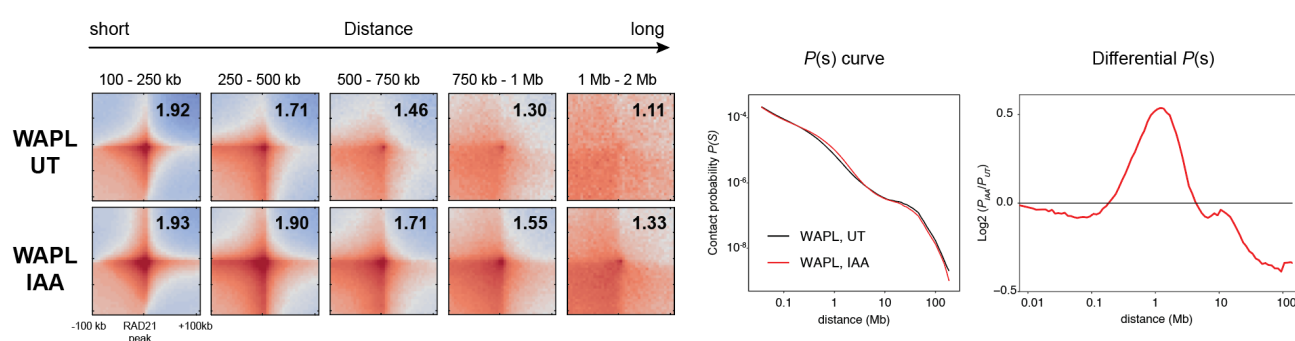 short Distance long
100 - 250 kb 250 - 500 kb 500 - 750 kb 750 kb - 1 Mb 1 Mb - 2 Mb
WAPL
UT
1.92 1.71 1.46 1.30 1.11
WAPL
IAA
1.93 1.90 1.71 1.55 1.33
-100 kb RAD21 +100kb
peak
P(s) curve
Contact probability P(S)
10-4
10-6
10-8
WAPL, UT
WAPL, IAA
0.1 1 10 100
distance (Mb)
Differential P(s)
Log2 (PIAA/PUT)
0.5
0.0
−0.5
0.01 0.1 1 10 100
distance (Mb)